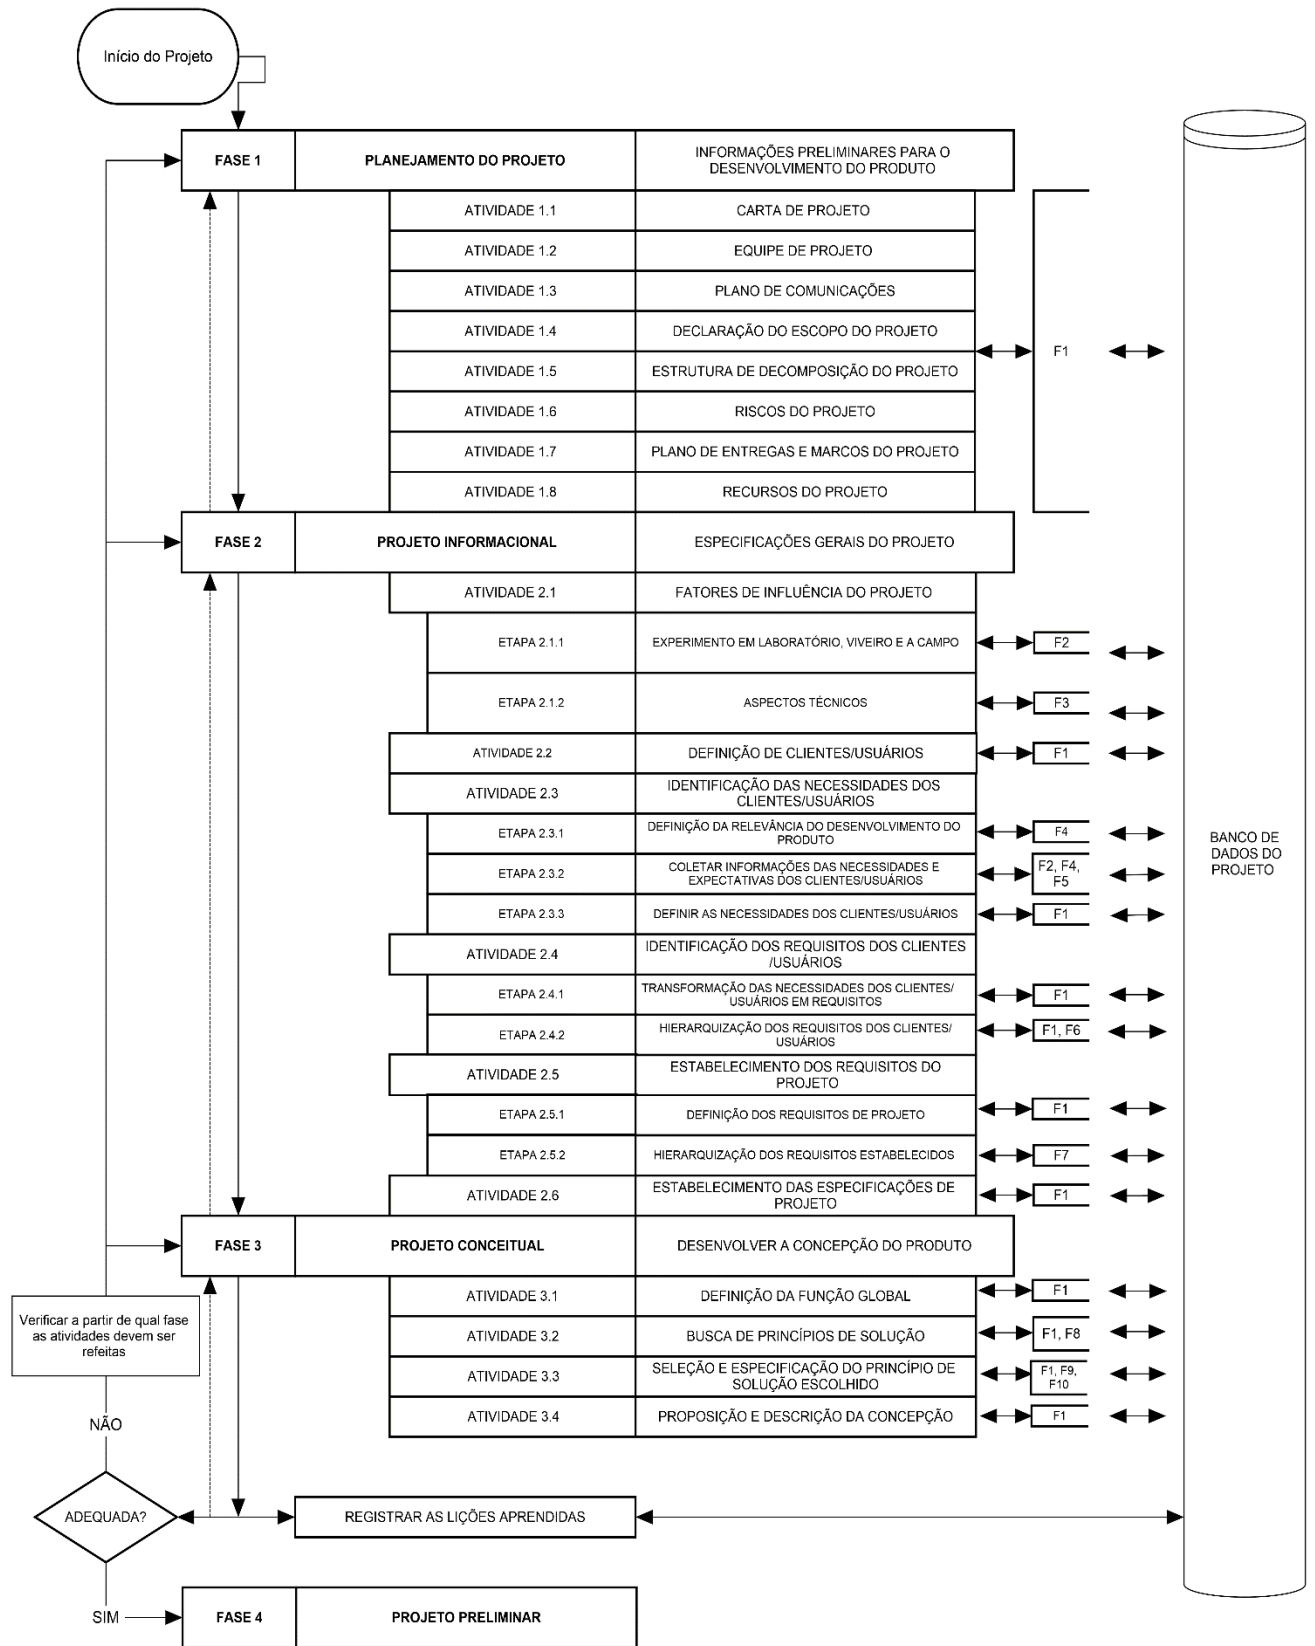 Início do Projeto
FASE 1
PLANEJAMENTO DO PROJETO
INFORMAÇÕES PRELIMINARES PARA O
DESENVOLVIMENTO DO PRODUTO
ATIVIDADE 1.1
CARTA DE PROJETO
ATIVIDADE 1.2
EQUIPE DE PROJETO
ATIVIDADE 1.3
PLANO DE COMUNICAÇÕES
ATIVIDADE 1.4
DECLARAÇÃO DO ESCOPO DO PROJETO
F1
ATIVIDADE 1.5
ESTRUTURA DE DECOMPOSIÇÃO DO PROJETO
ATIVIDADE 1.6
RISCOS DO PROJETO
ATIVIDADE 1.7
PLANO DE ENTREGAS E MARCOS DO PROJETO
ATIVIDADE 1.8
RECURSOS DO PROJETO
FASE 2
PROJETO INFORMACIONAL
ESPECIFICAÇÕES GERAIS DO PROJETO
ATIVIDADE 2.1
FATORES DE INFLUÊNCIA DO PROJETO
ETAPA 2.1.1
EXPERIMENTO EM LABORATÓRIO, VIVEIRO E A CAMPO
F2
ETAPA 2.1.2
ASPECTOS TÉCNICOS
F3
ATIVIDADE 2.2
DEFINIÇÃO DE CLIENTES/USUÁRIOS
F1
ATIVIDADE 2.3
IDENTIFICAÇÃO DAS NECESSIDADES DOS
CLIENTES/USUÁRIOS
ETAPA 2.3.1
DEFINIÇÃO DA RELEVÂNCIA DO DESENVOLVIMENTO DO
PRODUTO
F4
ETAPA 2.3.2
COLETAR INFORMAÇÕES DAS NECESSIDADES E
EXPECTATIVAS DOS CLIENTES/USUÁRIOS
F2, F4,
F5
ETAPA 2.3.3
DEFINIR AS NECESSIDADES DOS CLIENTES/USUÁRIOS
F1
ATIVIDADE 2.4
IDENTIFICAÇÃO DOS REQUISITOS DOS CLIENTES
/USUÁRIOS
ETAPA 2.4.1
TRANSFORMAÇÃO DAS NECESSIDADES DOS CLIENTES/
USUÁRIOS EM REQUISITOS
F1
ETAPA 2.4.2
HIERARQUIZAÇÃO DOS REQUISITOS DOS CLIENTES/
USUÁRIOS
F1, F6
ATIVIDADE 2.5
ESTABELECIMENTO DOS REQUISITOS DO
PROJETO
ETAPA 2.5.1
DEFINIÇÃO DOS REQUISITOS DE PROJETO
F1
ETAPA 2.5.2
HIERARQUIZAÇÃO DOS REQUISITOS ESTABELECIDOS
F7
ATIVIDADE 2.6
ESTABELECIMENTO DAS ESPECIFICAÇÕES DE
PROJETO
F1
FASE 3
PROJETO CONCEITUAL
DESENVOLVER A CONCEPÇÃO DO PRODUTO
ATIVIDADE 3.1
DEFINIÇÃO DA FUNÇÃO GLOBAL
F1
ATIVIDADE 3.2
BUSCA DE PRINCÍPIOS DE SOLUÇÃO
F1, F8
ATIVIDADE 3.3
SELEÇÃO E ESPECIFICAÇÃO DO PRINCÍPIO DE
SOLUÇÃO ESCOLHIDO
F1, F9,
F10
ATIVIDADE 3.4
PROPOSIÇÃO E DESCRIÇÃO DA CONCEPÇÃO
F1
BANCO DE
DADOS DO
PROJETO
Verificar a partir de qual fase
as atividades devem ser
refeitas
NÃO
ADEQUADA?
REGISTRAR AS LIÇÕES APRENDIDAS
SIM
FASE 4
PROJETO PRELIMINAR